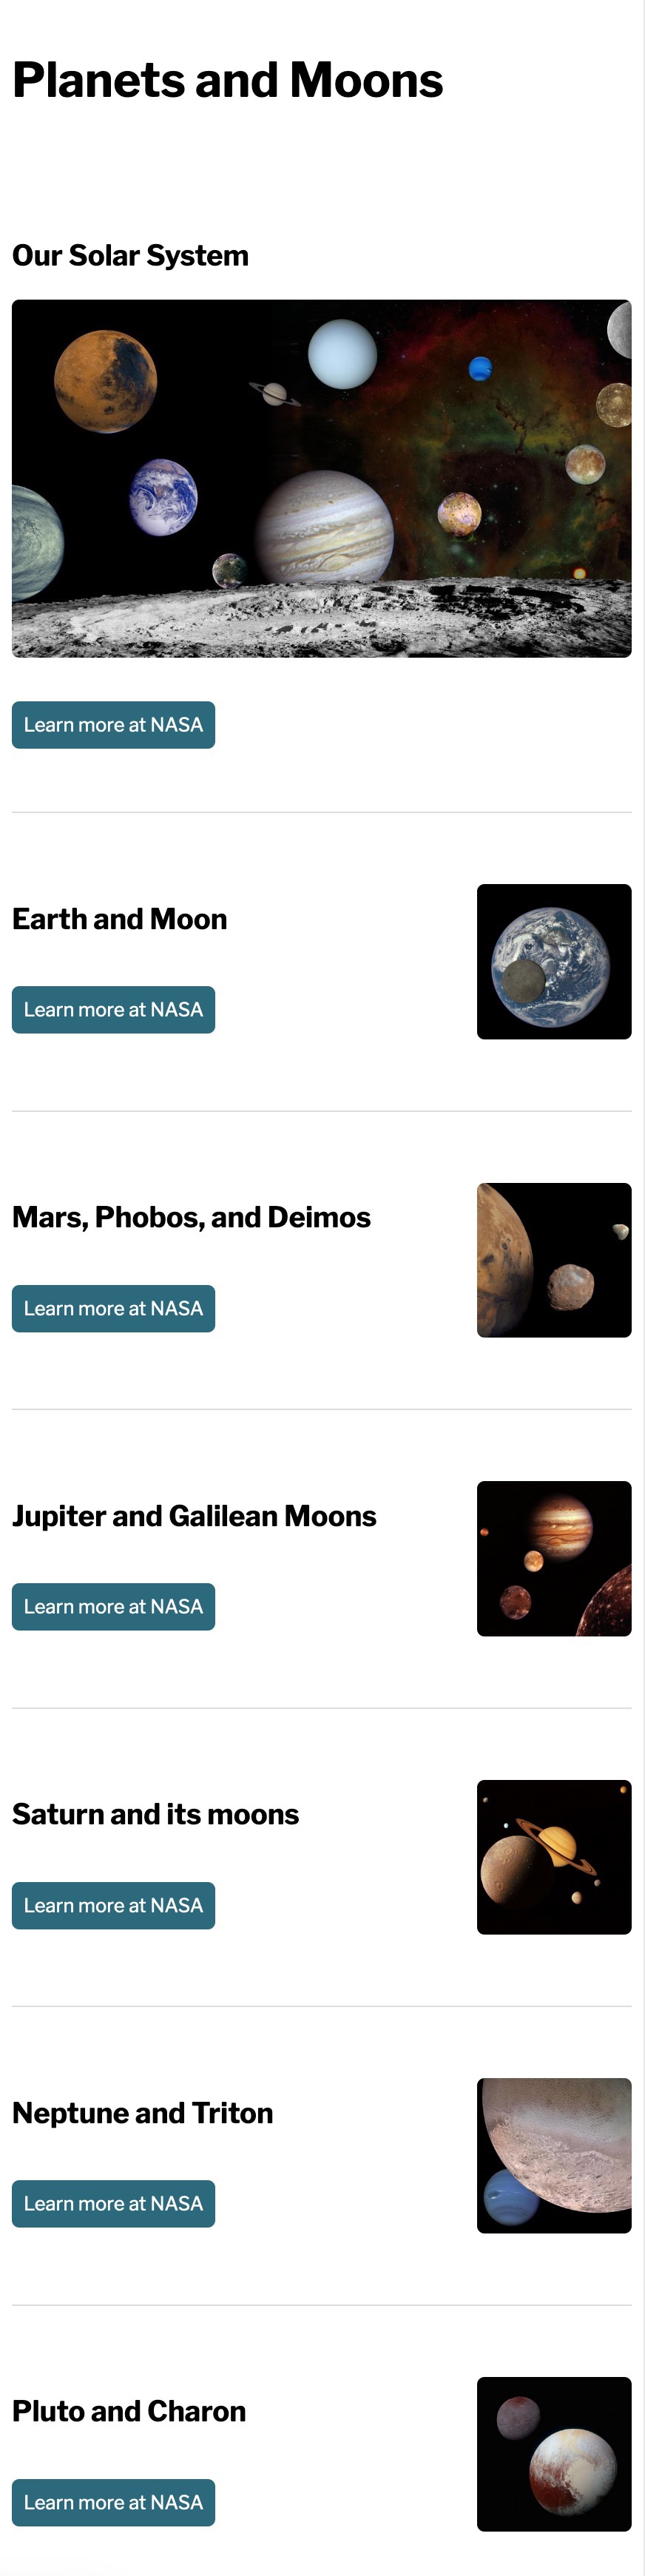 Planets and Moons
Our Solar System
Learn more at NASA
Earth and Moon
Learn more at NASA
Mars, Phobos, and Deimos
Learn more at NASA
Jupiter and Galilean Moons
Learn more at NASA
Saturn and its moons
Learn more at NASA
Neptune and Triton
Learn more at NASA
Pluto and Charon
Learn more at NASA